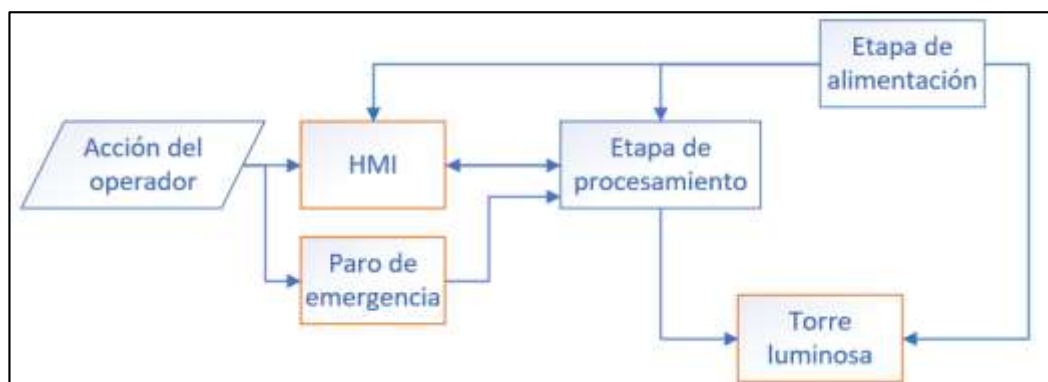 Etapa de
alimentación
Acción del
operador
HMI
Etapa de
procesamiento
Paro de
emergencia
Torre
luminosa